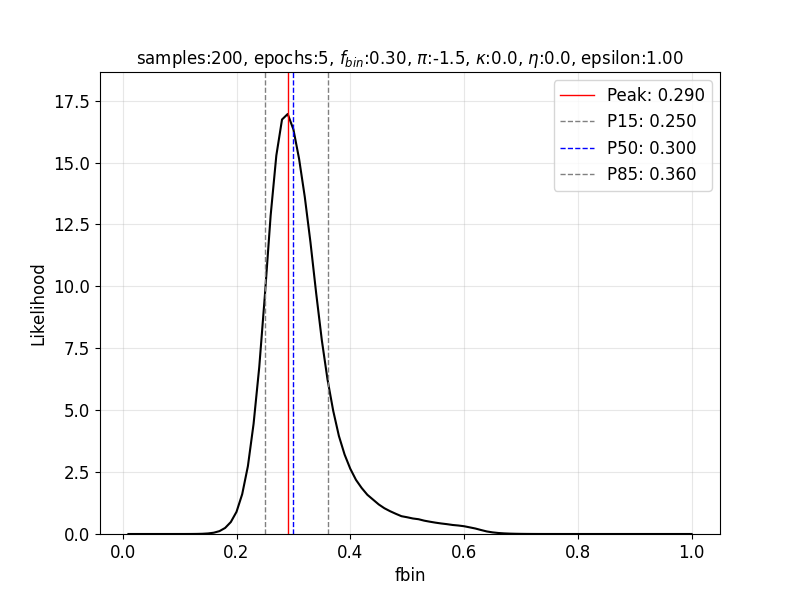 samples:200, epochs:5, f_bin:0.30, π:-1.5, κ:0.0, η:0.0, epsilon:1.00
Peak: 0.290
P15: 0.250
P50: 0.300
P85: 0.360
17.5
15.0
12.5
10.0
7.5
5.0
2.5
0.0
Likelihood
0.0 0.2 0.4 0.6 0.8 1.0
fbin